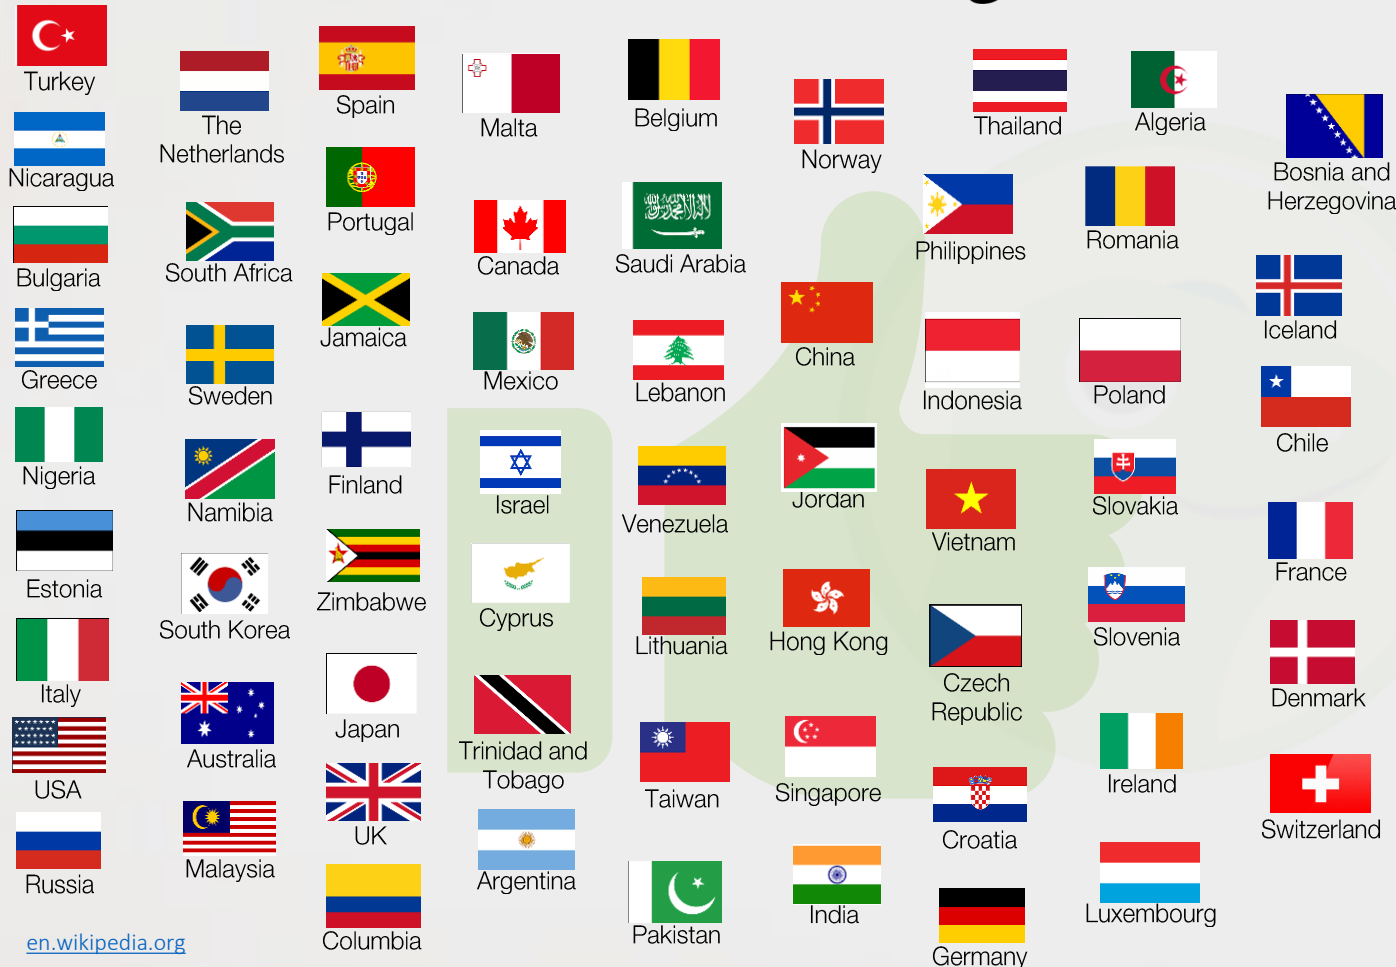 Turkey
Nicaragua
Bulgaria
Greece
Nigeria
Estonia
Italy
USA
Russia
en.wikipedia.org
The
Netherlands
South Africa
Sweden
Namibia
South Korea
Australia
Malaysia
Spain
Portugal
Jamaica
Finland
Zimbabwe
Japan
UK
Columbia
Malta
Canada
Mexico
Israel
Cyprus
Trinidad and
Tobago
Argentina
Belgium
Saudi Arabia
Lebanon
Venezuela
Lithuania
Taiwan
Pakistan
Norway
China
Jordan
Hong Kong
Singapore
India
Thailand
Philippines
Indonesia
Vietnam
Czech
Republic
Croatia
Germany
Algeria
Romania
Poland
Slovakia
Slovenia
Ireland
Luxembourg
Bosnia and
Herzegovina
Iceland
Chile
France
Denmark
Switzerland